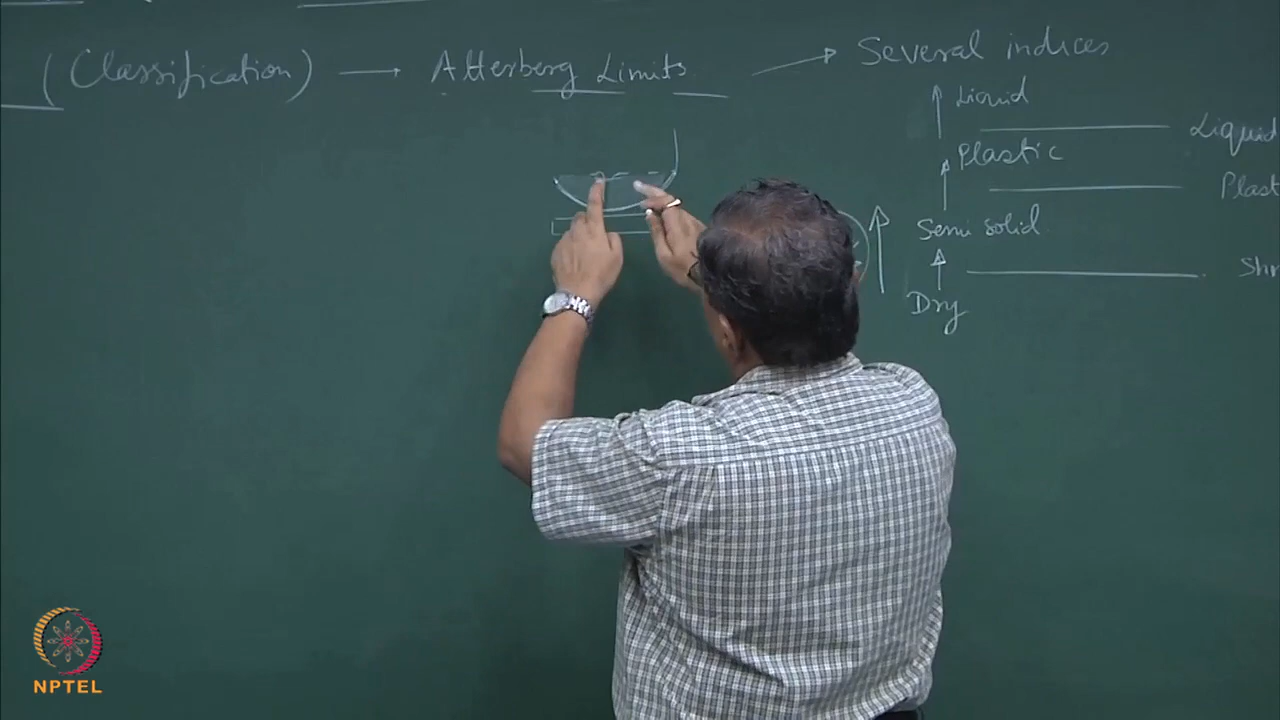 (Classification) → Atterberg Limits → Several indices
Liquid
Liquid
Plastic
Plast
Semi solid
Shr
Dry
NPTEL